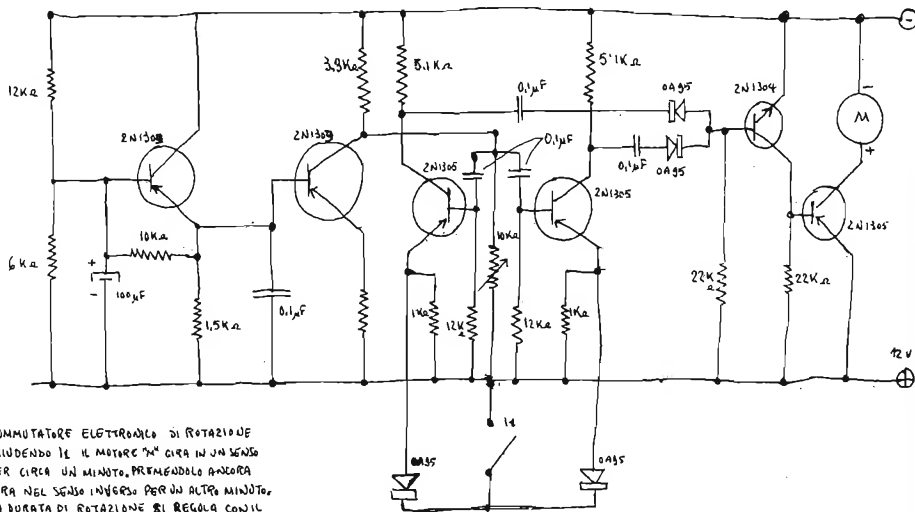 12KΩ
2N1305
10KΩ
6KΩ
+
100µF
-
1,5KΩ
0,1µF
3,9KΩ
5.1KΩ
0,1µF
0,1µF
2N1305
10KΩ
1KΩ
12KΩ
12KΩ
1KΩ
2N1305
5.1KΩ
0A95
0,1µF
0A95
2N1304
-
M
+
2N1305
22KΩ
22KΩ
12V
+
-
0A95
I1
0A95
COMMUTATORE ELETTRONICO DI ROTAZIONE
CHIUDENDO I1 IL MOTORE "M" GIRA IN UN SENSO
PER CIRCA UN MINUTO. PREMENDOLO ANCORA
GIRA NEL SENSO INVERSO PER UN ALTRO MINUTO.
DURATA DI ROTAZIONE SI REGOLA CON IL